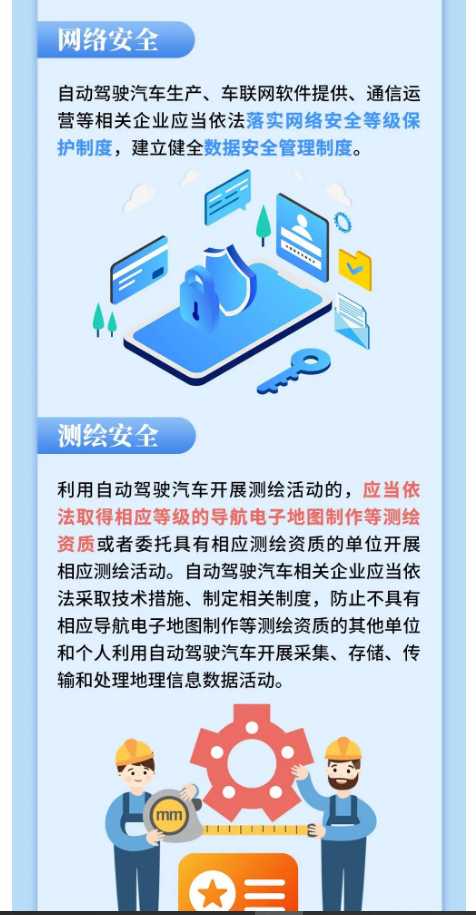 网络安全
自动驾驶汽车生产、车联网软件提供、通信运
营等相关企业应当依法落实网络安全等级保
护制度，建立健全数据安全管理制度。
测绘安全
利用自动驾驶汽车开展测绘活动的，应当依
法取得相应等级的导航电子地图制作等测绘
资质或者委托具有相应测绘资质的单位开展
相应测绘活动。自动驾驶汽车相关企业应当依
法采取技术措施、制定相关制度，防止不具有
相应导航电子地图制作等测绘资质的其他单位
和个人利用自动驾驶汽车开展采集、存储、传
输和处理地理信息数据活动。
mm